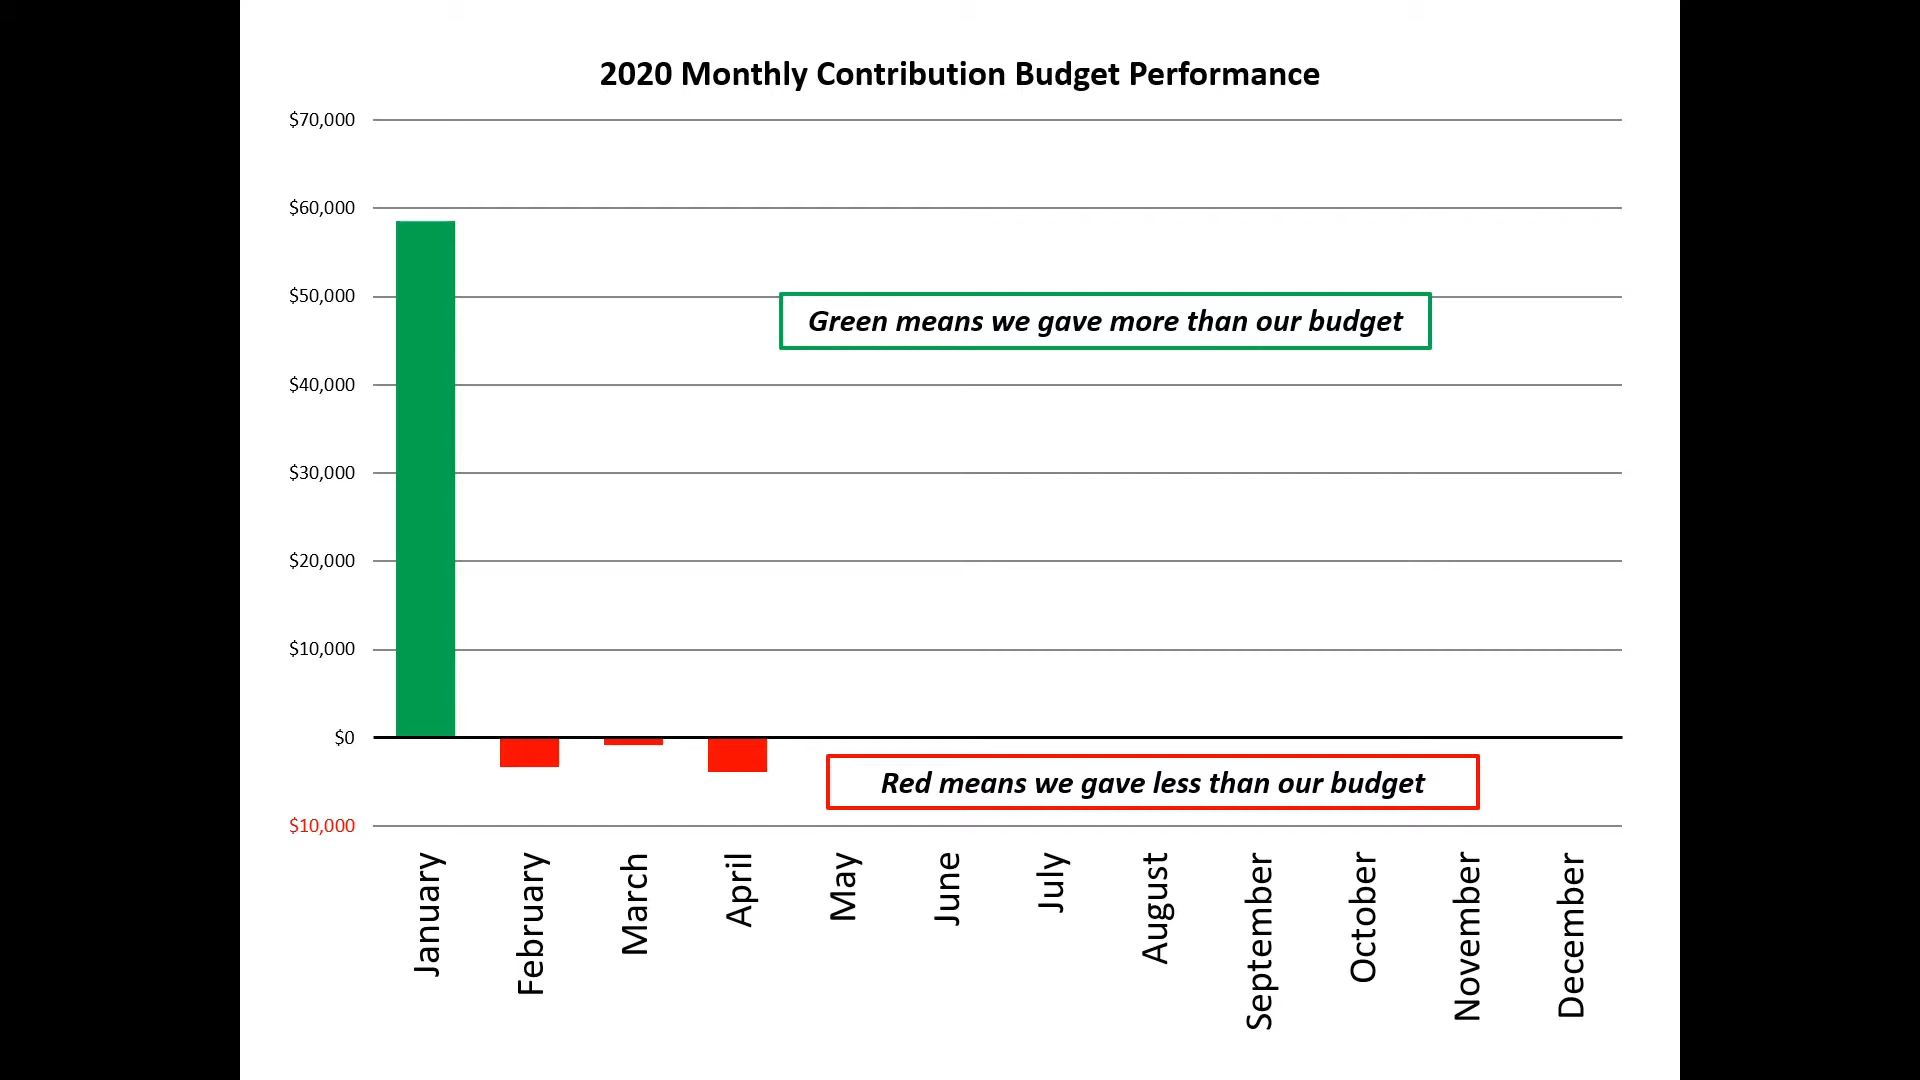 2020 Monthly Contribution Budget Performance
$70,000
$60,000
$50,000
Green means we gave more than our budget
$40,000
$30,000
$20,000
$10,000
$0
Red means we gave less than our budget
$10,000
January
February
March
April
May
June
July
August
September
October
November
December